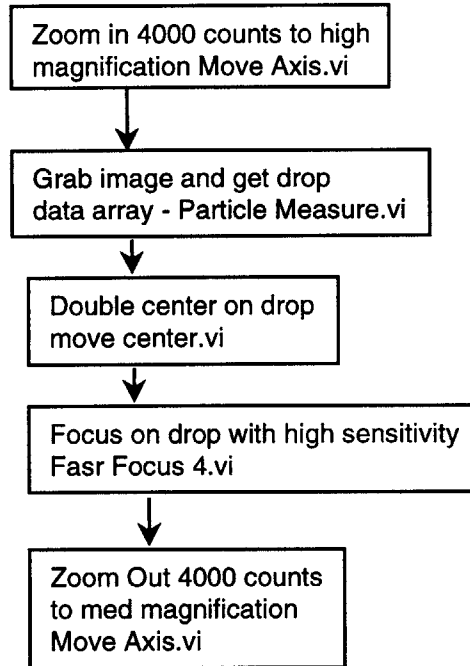 Zoom in 4000 counts to high
magnification Move Axis.vi
Grab image and get drop
data array - Particle Measure.vi
Double center on drop
move center.vi
Focus on drop with high sensitivity
Fasr Focus 4.vi
Zoom Out 4000 counts
to med magnification
Move Axis.vi